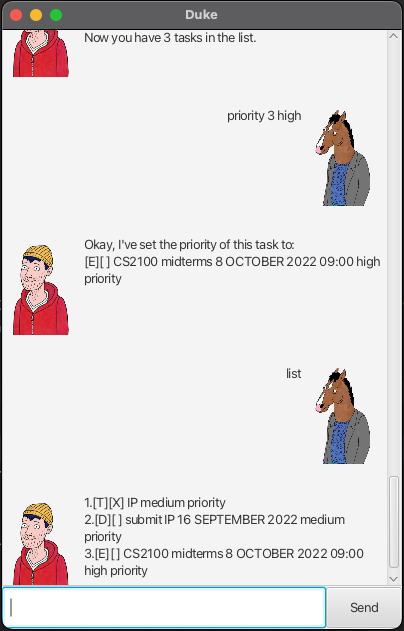 Duke
Now you have 3 tasks in the list.
priority 3 high
Okay, I've set the priority of this task to:
[E][ ] CS2100 midterms 8 OCTOBER 2022 09:00 high
priority
list
1.[T][X] IP medium priority
2.[D][ ] submit IP 16 SEPTEMBER 2022 medium
priority
3.[E][ ] CS2100 midterms 8 OCTOBER 2022 09:00
high priority
Send